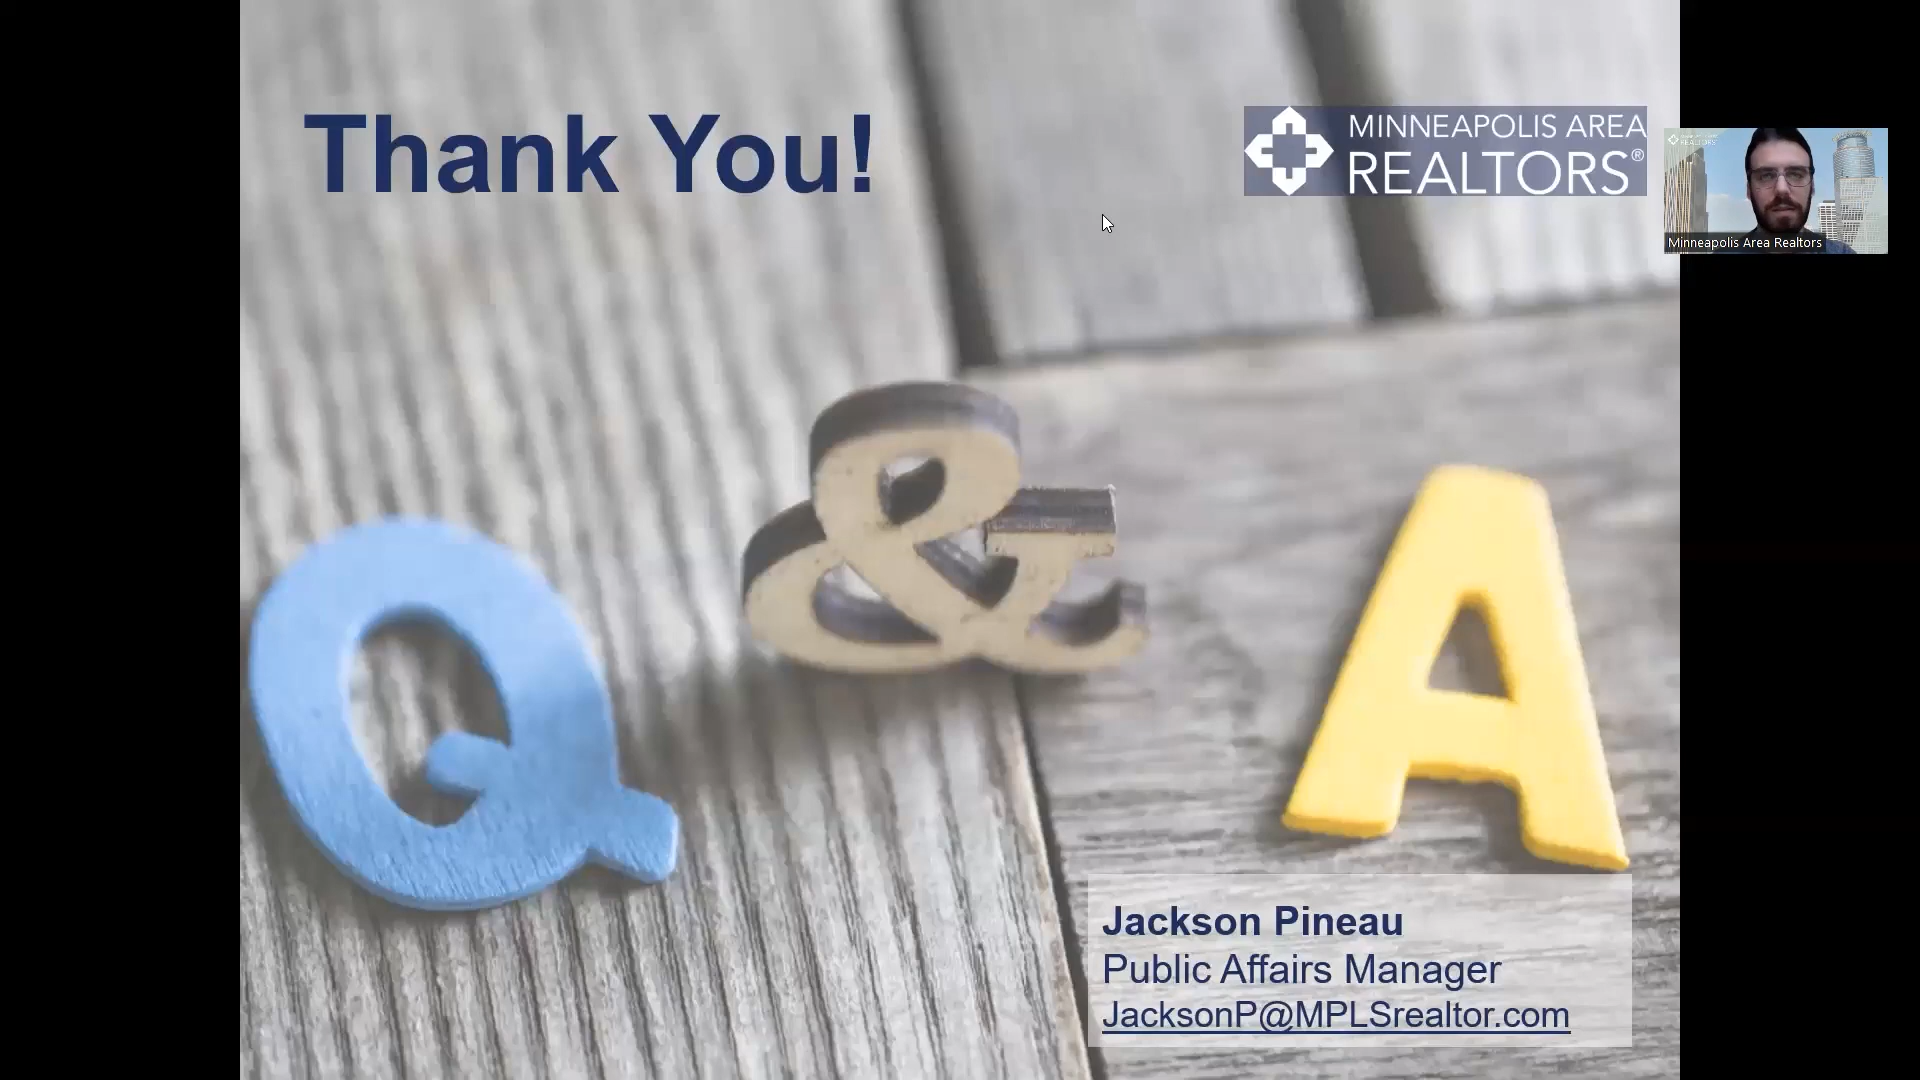 Thank You!
MINNEAPOLIS AREA
REALTORS®
Minneapolis Area Realtors
Q & A
Jackson Pineau
Public Affairs Manager
JacksonP@MPLSrealtor.com